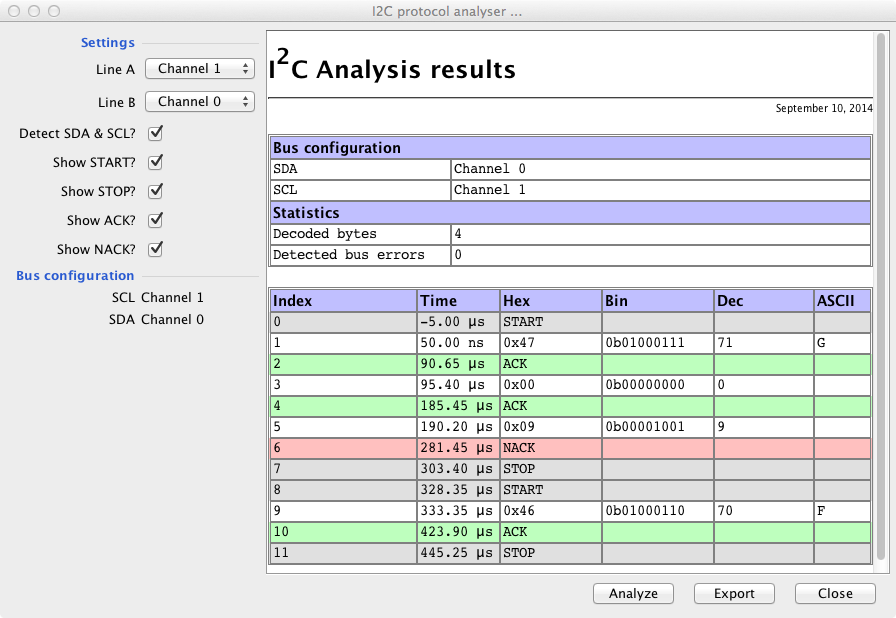 I2C protocol analyser ...
Settings
Line A Channel 1
Line B Channel 0
Detect SDA & SCL?
Show START?
Show STOP?
Show ACK?
Show NACK?
Bus configuration
SCL Channel 1
SDA Channel 0
I2C Analysis results
September 10, 2014
Bus configuration
SDA Channel 0
SCL Channel 1
Statistics
Decoded bytes 4
Detected bus errors 0
Index Time Hex Bin Dec ASCII
0 -5.00 µs START
1 50.00 ns 0x47 0b01000111 71 G
2 90.65 µs ACK
3 95.40 µs 0x00 0b00000000 0
4 185.45 µs ACK
5 190.20 µs 0x09 0b00001001 9
6 281.45 µs NACK
7 303.40 µs STOP
8 328.35 µs START
9 333.35 µs 0x46 0b01000110 70 F
10 423.90 µs ACK
11 445.25 µs STOP
Analyze Export Close